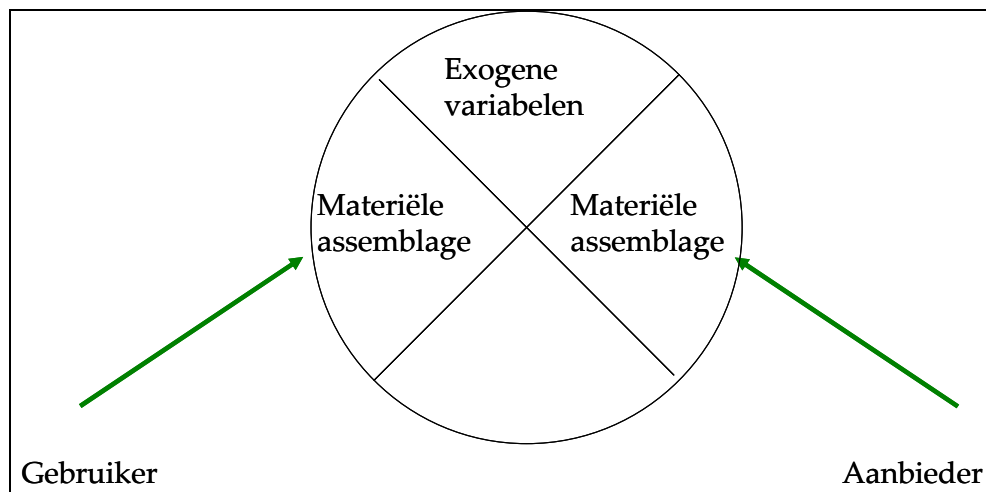 Exogene
variabelen
Materiële
assemblage
Materiële
assemblage
Gebruiker
Aanbieder